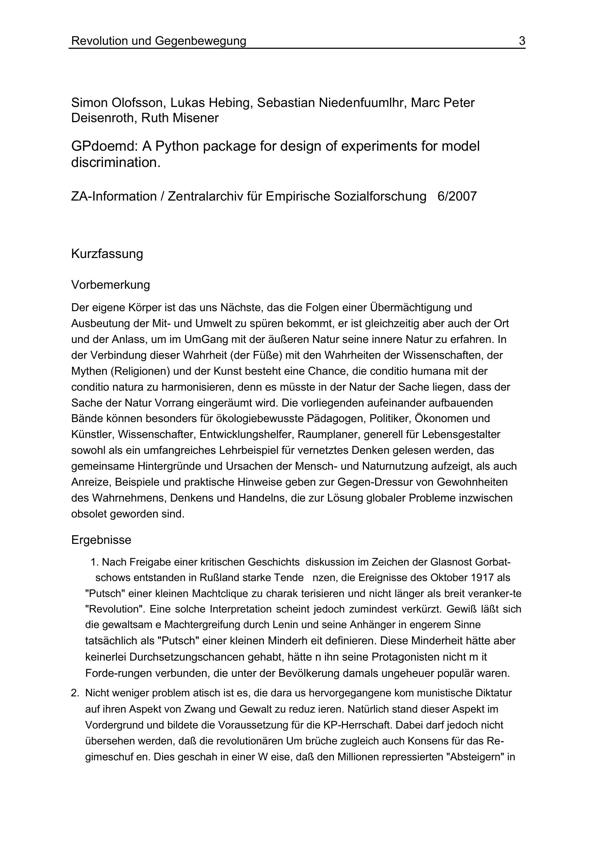 Revolution und Gegenbewegung 3
Simon Olofsson, Lukas Hebing, Sebastian Niedenfuumlhr, Marc Peter
Deisenroth, Ruth Misener
GPdoemd: A Python package for design of experiments for model
discrimination.
ZA-Information / Zentralarchiv für Empirische Sozialforschung 6/2007
Kurzfassung
Vorbemerkung
Der eigene Körper ist das uns Nächste, das die Folgen einer Übermächtigung und
Ausbeutung der Mit- und Umwelt zu spüren bekommt, er ist gleichzeitig aber auch der Ort
und der Anlass, um im UmGang mit der äußeren Natur seine innere Natur zu erfahren. In
der Verbindung dieser Wahrheit (der Füße) mit den Wahrheiten der Wissenschaften, der
Mythen (Religionen) und der Kunst besteht eine Chance, die conditio humana mit der
conditio natura zu harmonisieren, denn es müsste in der Natur der Sache liegen, dass der
Sache der Natur Vorrang eingeräumt wird. Die vorliegenden aufeinander aufbauenden
Bände können besonders für ökologiebewusste Pädagogen, Politiker, Ökonomen und
Künstler, Wissenschafter, Entwicklungshelfer, Raumplaner, generell für Lebensgestalter
sowohl als ein umfangreiches Lehrbeispiel für vernetztes Denken gelesen werden, das
gemeinsame Hintergründe und Ursachen der Mensch- und Naturnutzung aufzeigt, als auch
Anreize, Beispiele und praktische Hinweise geben zur Gegen-Dressur von Gewohnheiten
des Wahrnehmens, Denkens und Handelns, die zur Lösung globaler Probleme inzwischen
obsolet geworden sind.
Ergebnisse
1. Nach Freigabe einer kritischen Geschichts diskussion im Zeichen der Glasnost Gorbat-
schows entstanden in Rußland starke Tende nzen, die Ereignisse des Oktober 1917 als
"Putsch" einer kleinen Machtclique zu charak terisieren und nicht länger als breit veranker-te
"Revolution". Eine solche Interpretation scheint jedoch zumindest verkürzt. Gewiß läßt sich
die gewaltsam e Machtergreifung durch Lenin und seine Anhänger in engerem Sinne
tatsächlich als "Putsch" einer kleinen Minderh eit definieren. Diese Minderheit hätte aber
keinerlei Durchsetzungschancen gehabt, hätte n ihn seine Protagonisten nicht m it
Forde-rungen verbunden, die unter der Bevölkerung damals ungeheuer populär waren.
2. Nicht weniger problem atisch ist es, die dara us hervorgegangene kom munistische Diktatur
auf ihren Aspekt von Zwang und Gewalt zu reduz ieren. Natürlich stand dieser Aspekt im
Vordergrund und bildete die Voraussetzung für die KP-Herrschaft. Dabei darf jedoch nicht
übersehen werden, daß die revolutionären Um brüche zugleich auch Konsens für das Re-
gimeschuf en. Dies geschah in einer W eise, daß den Millionen repressierten "Absteigern" in